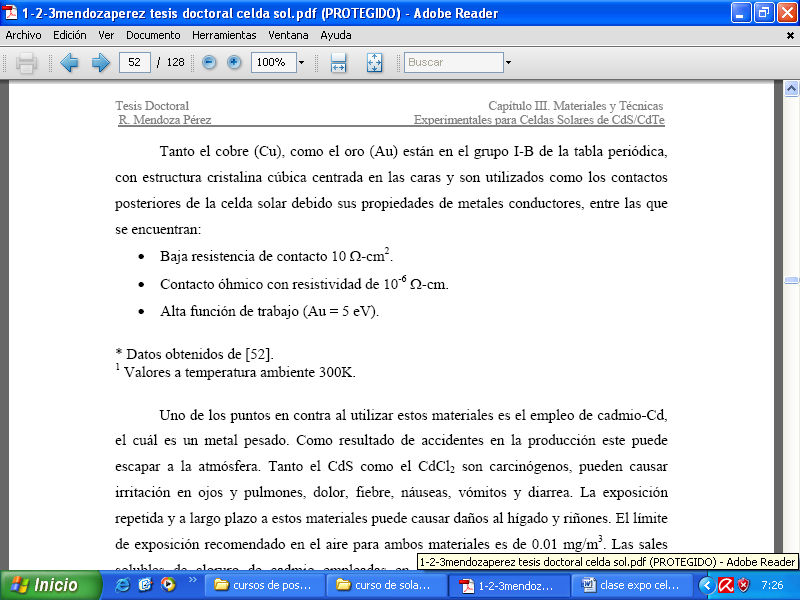 1-2-3mendozaperez tesis doctoral celda sol.pdf (PROTEGIDO) - Adobe Reader
Archivo Edición Ver Documento Herramientas Ventana Ayuda
52 / 128 100% Buscar
Tesis Doctoral Capítulo III. Materiales y Técnicas
R. Mendoza Pérez Experimentales para Celdas Solares de CdS/CdTe
Tanto el cobre (Cu), como el oro (Au) están en el grupo I-B de la tabla periódica,
con estructura cristalina cúbica centrada en las caras y son utilizados como los contactos
posteriores de la celda solar debido sus propiedades de metales conductores, entre las que
se encuentran:
• Baja resistencia de contacto 10 Ω-cm².
• Contacto óhmico con resistividad de 10⁻⁶ Ω-cm.
• Alta función de trabajo (Au = 5 eV).
* Datos obtenidos de [52].
¹ Valores a temperatura ambiente 300K.
Uno de los puntos en contra al utilizar estos materiales es el empleo de cadmio-Cd,
el cuál es un metal pesado. Como resultado de accidentes en la producción este puede
escapar a la atmósfera. Tanto el CdS como el CdCl₂ son carcinógenos, pueden causar
irritación en ojos y pulmones, dolor, fiebre, náuseas, vómitos y diarrea. La exposición
repetida y a largo plazo a estos materiales puede causar daños al hígado y riñones. El límite
de exposición recomendado en el aire para ambos materiales es de 0.01 mg/m³. Las sales
solubles de cloruro de cadmio empleadas en
1-2-3mendozaperez tesis doctoral celda sol.pdf (PROTEGIDO) - Adobe Reader
Inicio » cursos de pos... curso de sola... 1-2-3mendoz... clase expo cel... 7:26